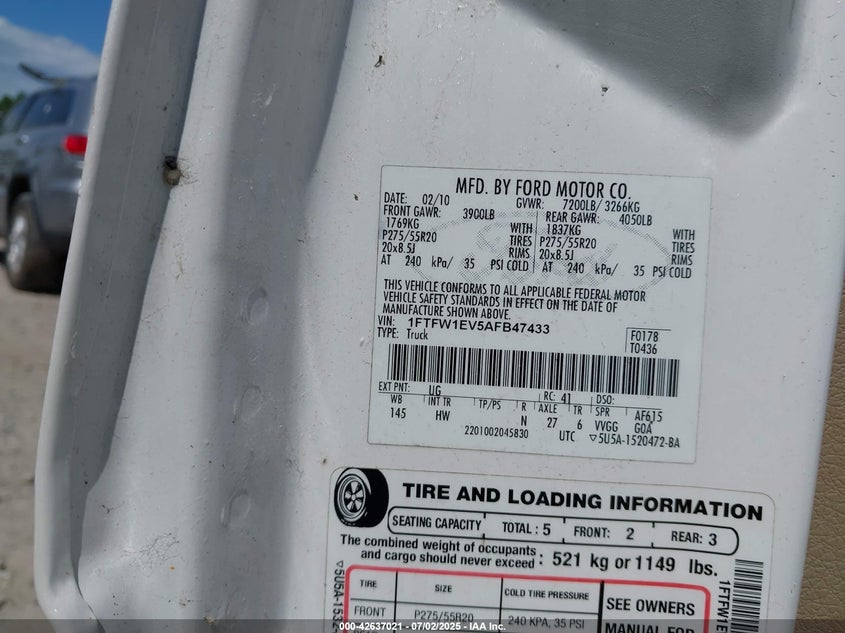 MFD. BY FORD MOTOR CO.
DATE: 02/10 GVWR: 7200LB/ 3266KG
FRONT GAWR: 3900LB REAR GAWR: 4050LB
1769KG WITH 1837KG WITH
P275/55R20 TIRES P275/55R20 TIRES
20x8.5J RIMS 20x8.5J RIMS
AT 240 kPa/ 35 PSI COLD AT 240 kPa/ 35 PSI COLD
THIS VEHICLE CONFORMS TO ALL APPLICABLE FEDERAL MOTOR
VEHICLE SAFETY STANDARDS IN EFFECT ON THE DATE OF
MANUFACTURE SHOWN ABOVE.
VIN: 1FTFW1EV5AFB47433
TYPE: Truck
F0178
T0436
EXT PNT: UG RC: 41 DSO:
WB INT TR TP/PS R AXLE TR SPR AF615
145 HW N 27 6 VVGG G0A
2201002045830 UTC ▽5U5A-1520472-BA
TIRE AND LOADING INFORMATION
SEATING CAPACITY TOTAL : 5 FRONT: 2 REAR: 3
The combined weight of occupants
and cargo should never exceed : 521 kg or 1149 lbs.
TIRE SIZE COLD TIRE PRESSURE SEE OWNERS
FRONT P275/55R20 240 KPA, 35 PSI MANUAL FOR
▽5U5A-153
1FTFW1E
000-42637021 - 07/02/2025 - IAA Inc.